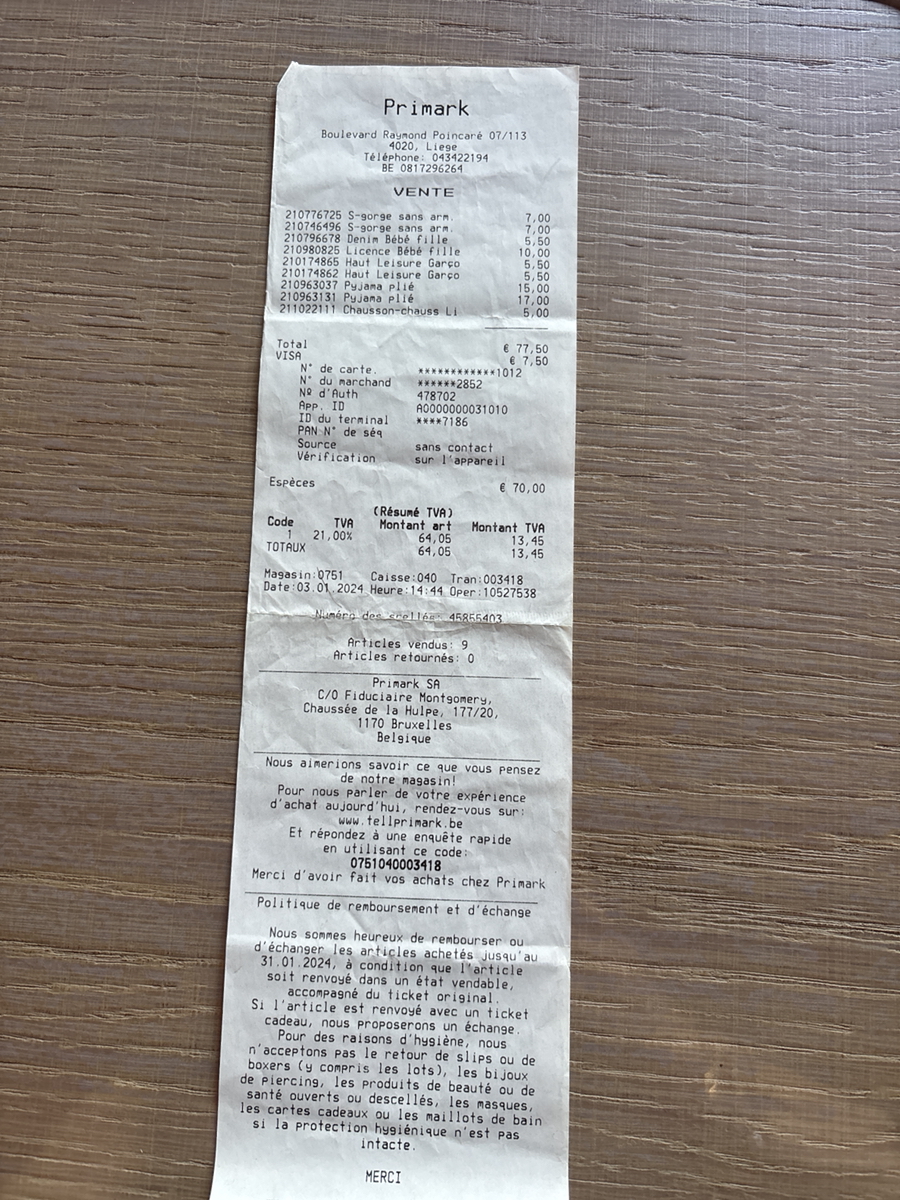 Primark
Boulevard Raymond Poincaré 07/113
4020, Liege
Téléphone: 043422194
BE 0817296264
VENTE
210776725 S-gorge sans arm. 7,00
210746496 S-gorge sans arm. 7,00
210796678 Denim Bébé fille 5,50
210980825 Licence Bébé fille 10,00
210174865 Haut Leisure Garço 5,50
210174862 Haut Leisure Garço 5,50
210963037 Pyjama plié 15,00
210963131 Pyjama plié 17,00
211022111 Chausson-chauss Li 5,00
Total € 77,50
VISA € 7,50
N° de carte. ************1012
N° du marchand ******2852
Nº d'Auth 478702
App. ID A0000000031010
ID du terminal ****7186
PAN N° de séq
Source sans contact
Vérification sur l'appareil
Espèces € 70,00
(Résumé TVA)
Code TVA Montant art Montant TVA
1 21,00% 64,05 13,45
TOTAUX 64,05 13,45
Magasin:0751 Caisse:040 Tran:003418
Date:03.01.2024 Heure:14:44 Oper:10527538
Numéro des scellés: 45855403
Articles vendus: 9
Articles retournés: 0
Primark SA
C/O Fiduciaire Montgomery,
Chaussée de la Hulpe, 177/20,
1170 Bruxelles
Belgique
Nous aimerions savoir ce que vous pensez
de notre magasin!
Pour nous parler de votre expérience
d'achat aujourd'hui, rendez-vous sur:
www.tellprimark.be
Et répondez à une enquête rapide
en utilisant ce code:
0751040003418
Merci d'avoir fait vos achats chez Primark
Politique de remboursement et d'échange
Nous sommes heureux de rembourser ou
d'échanger les articles achetés jusqu'au
31.01.2024, à condition que l'article
soit renvoyé dans un état vendable,
accompagné du ticket original.
Si l'article est renvoyé avec un ticket
cadeau, nous proposerons un échange.
Pour des raisons d'hygiène, nous
n'acceptons pas le retour de slips ou de
boxers (y compris les lots), les bijoux
de piercing, les produits de beauté ou de
santé ouverts ou descellés, les masques,
les cartes cadeaux ou les maillots de bain
si la protection hygiénique n'est pas
intacte.
MERCI